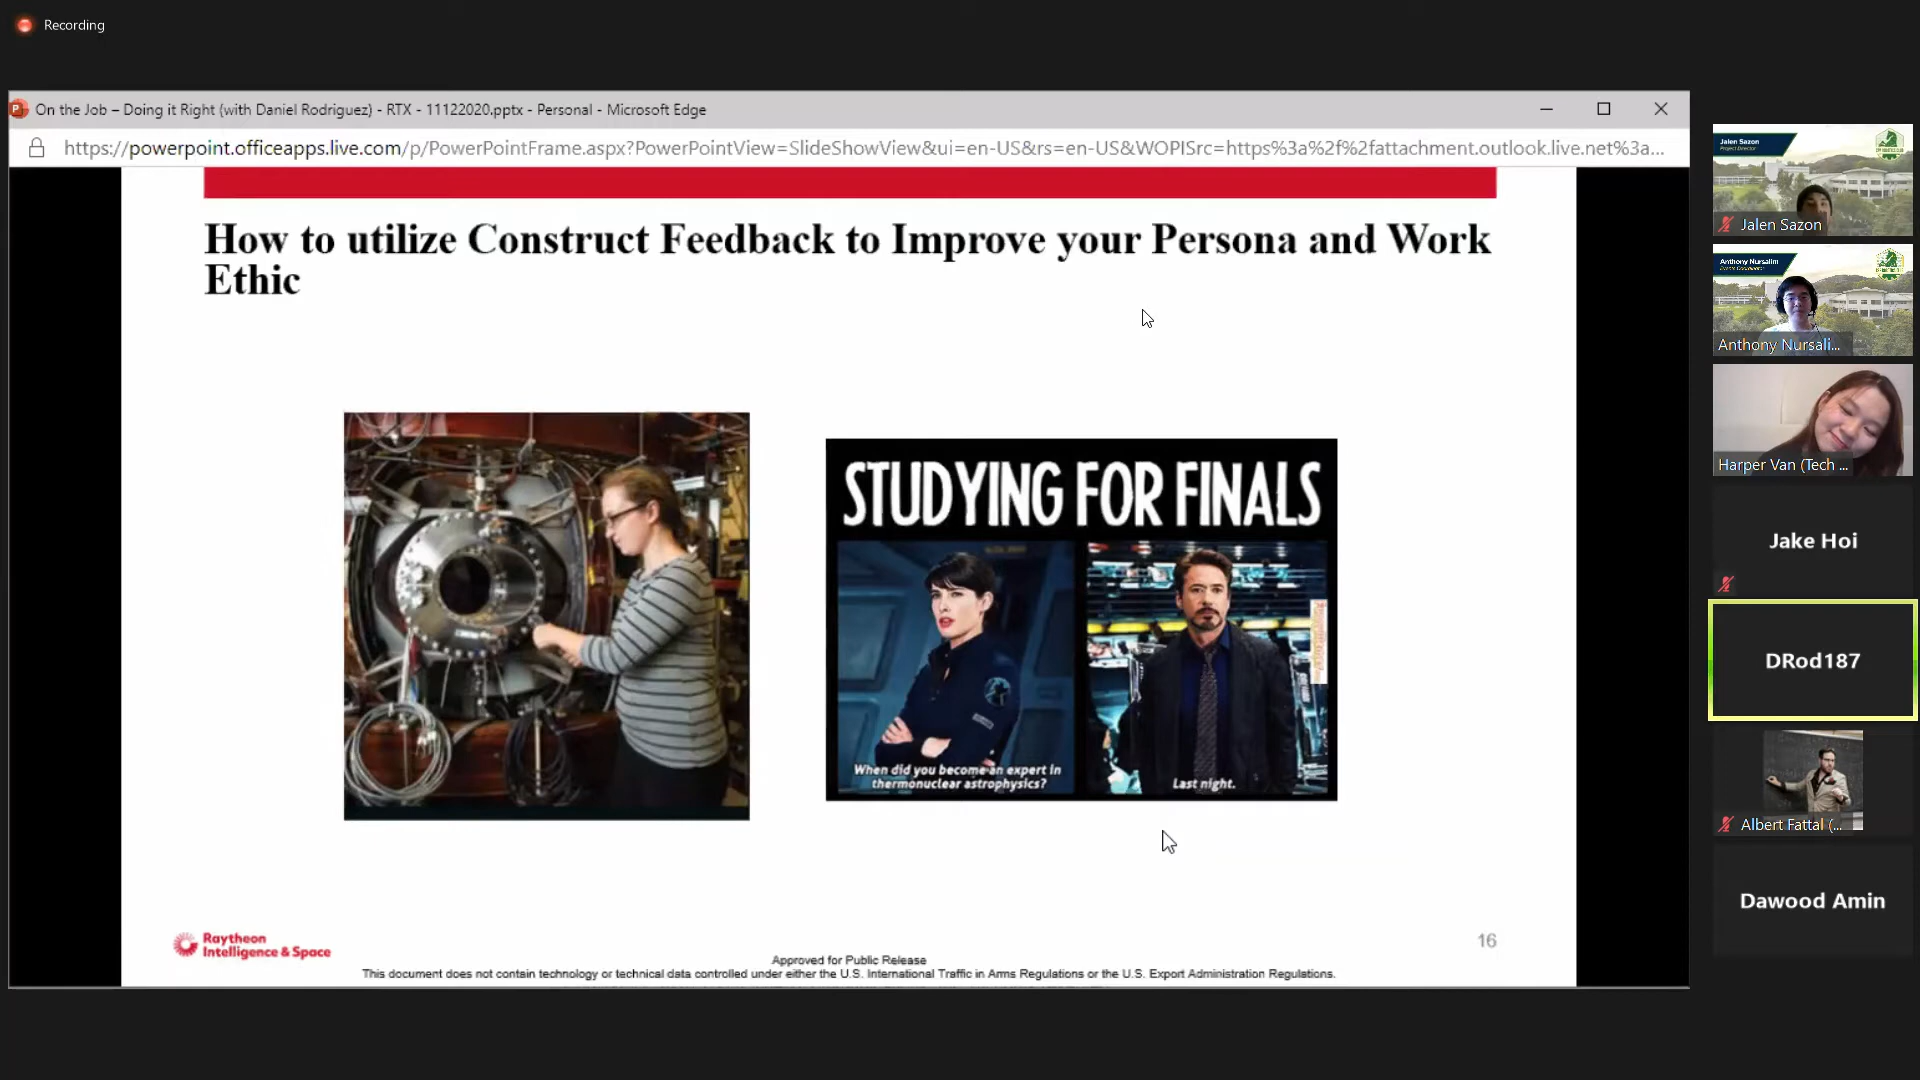 Recording
On the Job – Doing it Right (with Daniel Rodriguez) - RTX - 11122020.pptx - Personal - Microsoft Edge
https://powerpoint.officeapps.live.com/p/PowerPointFrame.aspx?PowerPointView=SlideShowView&ui=en-US&rs=en-US&WOPISrc=https%3a%2f%2fattachment.outlook.live.net%3a...
How to utilize Construct Feedback to Improve your Persona and Work
Ethic
STUDYING FOR FINALS
When did you become an expert in
thermonuclear astrophysics?
Last night.
Raytheon
Intelligence & Space
16
Approved for Public Release
This document does not contain technology or technical data controlled under either the U.S. International Traffic in Arms Regulations or the U.S. Export Administration Regulations.
Jalen Sazon
Project Director
Jalen Sazon
Anthony Nursalim
Events Coordinator
Anthony Nursali...
Harper Van (Tech ...
Jake Hoi
DRod187
Albert Fattal (...
Dawood Amin